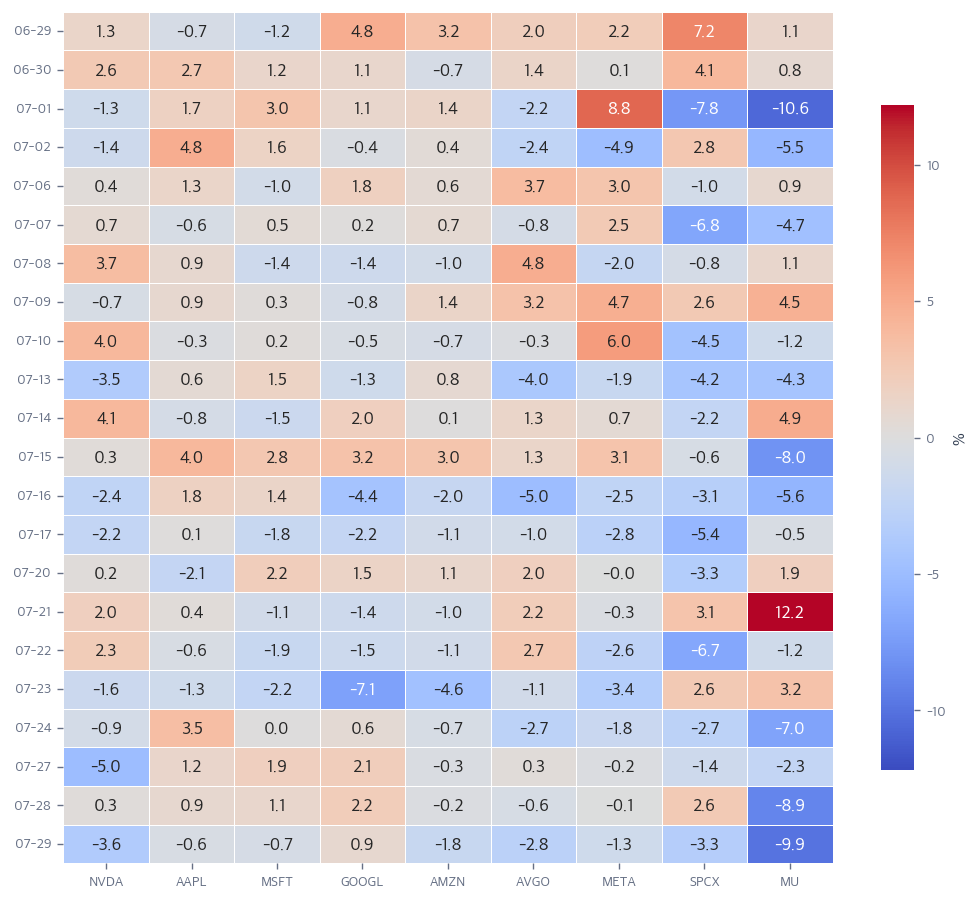 06-29 1.3 -0.7 -1.2 4.8 3.2 2.0 2.2 7.2 1.1
06-30 2.6 2.7 1.2 1.1 -0.7 1.4 0.1 4.1 0.8
07-01 -1.3 1.7 3.0 1.1 1.4 -2.2 8.8 -7.8 -10.6
07-02 -1.4 4.8 1.6 -0.4 0.4 -2.4 -4.9 2.8 -5.5
07-06 0.4 1.3 -1.0 1.8 0.6 3.7 3.0 -1.0 0.9
07-07 0.7 -0.6 0.5 0.2 0.7 -0.8 2.5 -6.8 -4.7
07-08 3.7 0.9 -1.4 -1.4 -1.0 4.8 -2.0 -0.8 1.1
07-09 -0.7 0.9 0.3 -0.8 1.4 3.2 4.7 2.6 4.5
07-10 4.0 -0.3 0.2 -0.5 -0.7 -0.3 6.0 -4.5 -1.2
07-13 -3.5 0.6 1.5 -1.3 0.8 -4.0 -1.9 -4.2 -4.3
07-14 4.1 -0.8 -1.5 2.0 0.1 1.3 0.7 -2.2 4.9
07-15 0.3 4.0 2.8 3.2 3.0 1.3 3.1 -0.6 -8.0
07-16 -2.4 1.8 1.4 -4.4 -2.0 -5.0 -2.5 -3.1 -5.6
07-17 -2.2 0.1 -1.8 -2.2 -1.1 -1.0 -2.8 -5.4 -0.5
07-20 0.2 -2.1 2.2 1.5 1.1 2.0 -0.0 -3.3 1.9
07-21 2.0 0.4 -1.1 -1.4 -1.0 2.2 -0.3 3.1 12.2
07-22 2.3 -0.6 -1.9 -1.5 -1.1 2.7 -2.6 -6.7 -1.2
07-23 -1.6 -1.3 -2.2 -7.1 -4.6 -1.1 -3.4 2.6 3.2
07-24 -0.9 3.5 0.0 0.6 -0.7 -2.7 -1.8 -2.7 -7.0
07-27 -5.0 1.2 1.9 2.1 -0.3 0.3 -0.2 -1.4 -2.3
07-28 0.3 0.9 1.1 2.2 -0.2 -0.6 -0.1 2.6 -8.9
07-29 -3.6 -0.6 -0.7 0.9 -1.8 -2.8 -1.3 -3.3 -9.9
NVDA AAPL MSFT GOOGL AMZN AVGO META SPCX MU
10
5
0
-5
-10
%